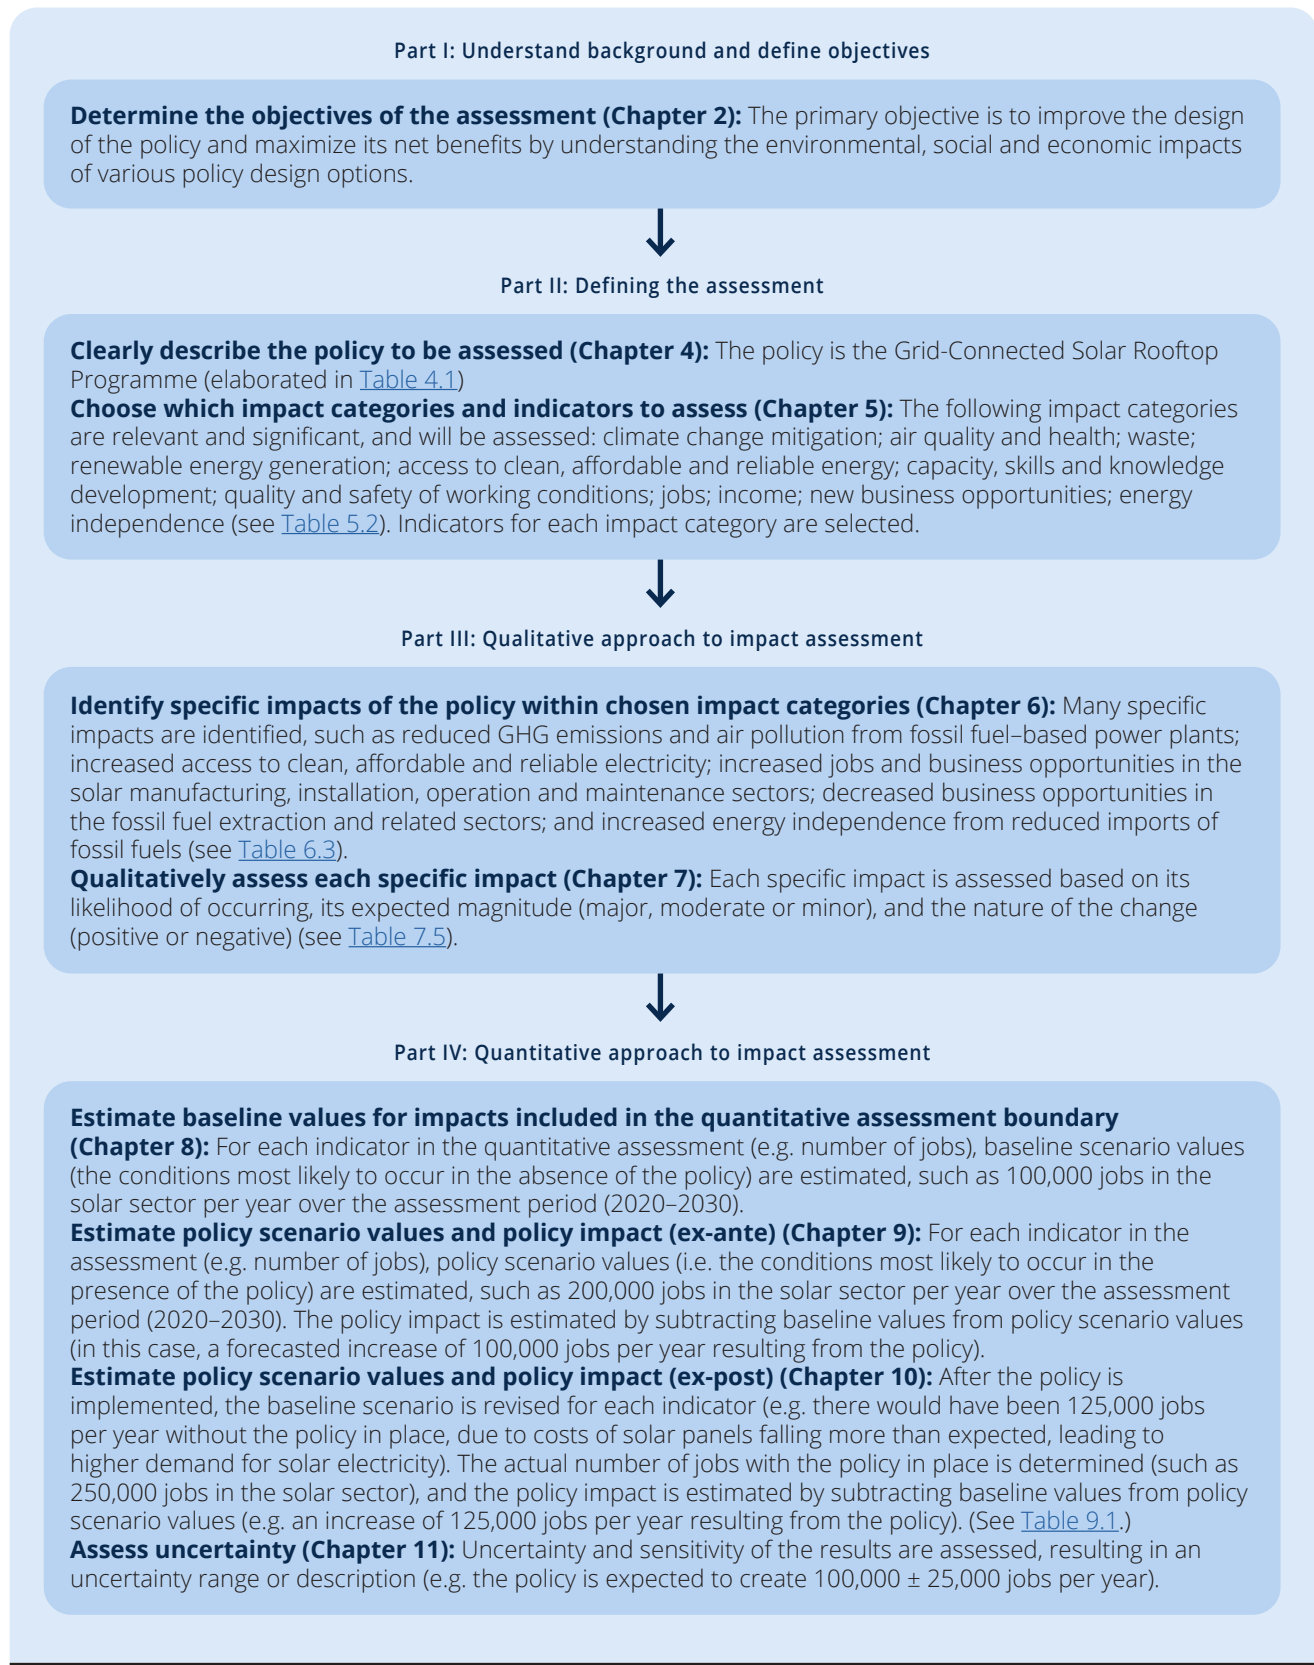 Part I: Understand background and define objectives
Determine the objectives of the assessment (Chapter 2): The primary objective is to improve the design
of the policy and maximize its net benefits by understanding the environmental, social and economic impacts
of various policy design options.
Part II: Defining the assessment
Clearly describe the policy to be assessed (Chapter 4): The policy is the Grid-Connected Solar Rooftop
Programme (elaborated in Table 4.1)
Choose which impact categories and indicators to assess (Chapter 5): The following impact categories
are relevant and significant, and will be assessed: climate change mitigation; air quality and health; waste;
renewable energy generation; access to clean, affordable and reliable energy; capacity, skills and knowledge
development; quality and safety of working conditions; jobs; income; new business opportunities; energy
independence (see Table 5.2). Indicators for each impact category are selected.
Part III: Qualitative approach to impact assessment
Identify specific impacts of the policy within chosen impact categories (Chapter 6): Many specific
impacts are identified, such as reduced GHG emissions and air pollution from fossil fuel–based power plants;
increased access to clean, affordable and reliable electricity; increased jobs and business opportunities in the
solar manufacturing, installation, operation and maintenance sectors; decreased business opportunities in
the fossil fuel extraction and related sectors; and increased energy independence from reduced imports of
fossil fuels (see Table 6.3).
Qualitatively assess each specific impact (Chapter 7): Each specific impact is assessed based on its
likelihood of occurring, its expected magnitude (major, moderate or minor), and the nature of the change
(positive or negative) (see Table 7.5).
Part IV: Quantitative approach to impact assessment
Estimate baseline values for impacts included in the quantitative assessment boundary
(Chapter 8): For each indicator in the quantitative assessment (e.g. number of jobs), baseline scenario values
(the conditions most likely to occur in the absence of the policy) are estimated, such as 100,000 jobs in the
solar sector per year over the assessment period (2020–2030).
Estimate policy scenario values and policy impact (ex-ante) (Chapter 9): For each indicator in the
assessment (e.g. number of jobs), policy scenario values (i.e. the conditions most likely to occur in the
presence of the policy) are estimated, such as 200,000 jobs in the solar sector per year over the assessment
period (2020–2030). The policy impact is estimated by subtracting baseline values from policy scenario values
(in this case, a forecasted increase of 100,000 jobs per year resulting from the policy).
Estimate policy scenario values and policy impact (ex-post) (Chapter 10): After the policy is
implemented, the baseline scenario is revised for each indicator (e.g. there would have been 125,000 jobs
per year without the policy in place, due to costs of solar panels falling more than expected, leading to
higher demand for solar electricity). The actual number of jobs with the policy in place is determined (such as
250,000 jobs in the solar sector), and the policy impact is estimated by subtracting baseline values from policy
scenario values (e.g. an increase of 125,000 jobs per year resulting from the policy). (See Table 9.1.)
Assess uncertainty (Chapter 11): Uncertainty and sensitivity of the results are assessed, resulting in an
uncertainty range or description (e.g. the policy is expected to create 100,000 ± 25,000 jobs per year).